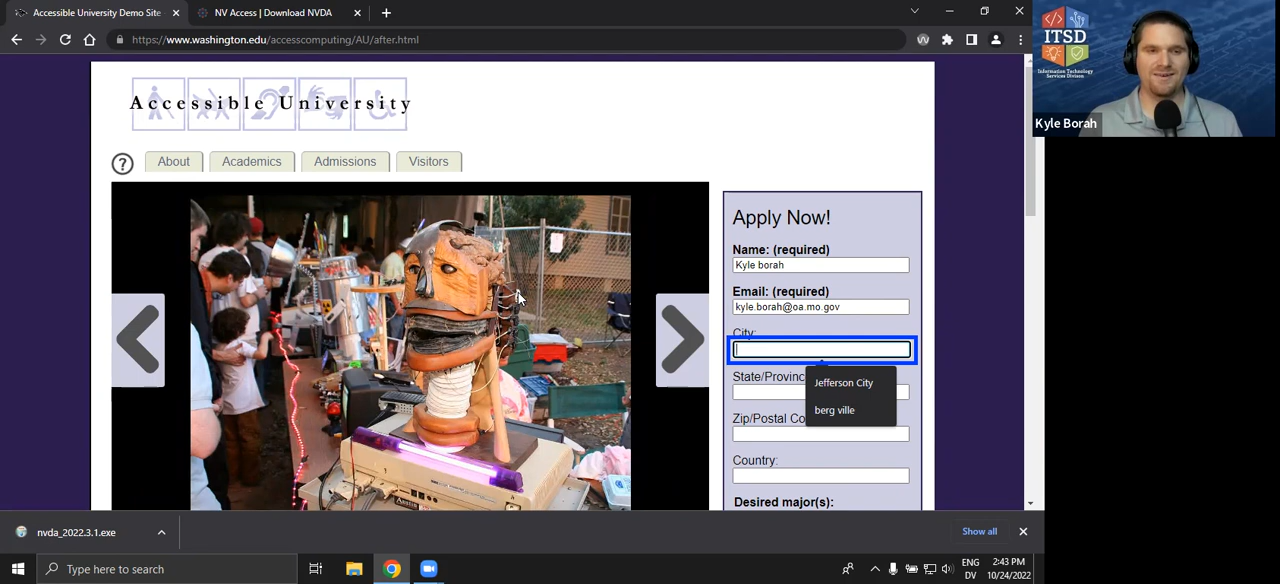 Accessible University Demo Site
NV Access | Download NVDA
https://www.washington.edu/accesscomputing/AU/after.html
ITSD
Information Technology
Services Division
Kyle Borah
Accessible University
?
About
Academics
Admissions
Visitors
Apply Now!
Name: (required)
Kyle borah
Email: (required)
kyle.borah@oa.mo.gov
City:
Jefferson City
berg ville
State/Provinc
Zip/Postal Co
Country:
Desired major(s):
nvda_2022.3.1.exe
Show all
Type here to search
ENG
DV
2:43 PM
10/24/2022